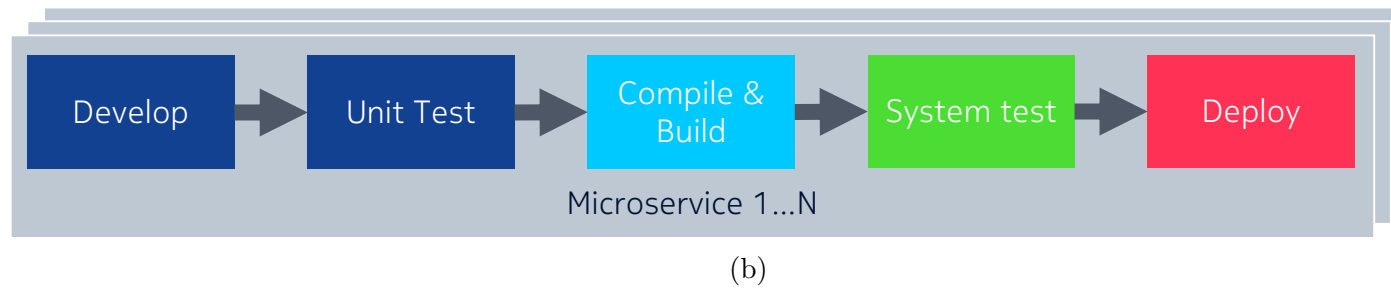 Develop
Unit Test
Compile &
Build
System test
Deploy
Microservice 1...N
(b)